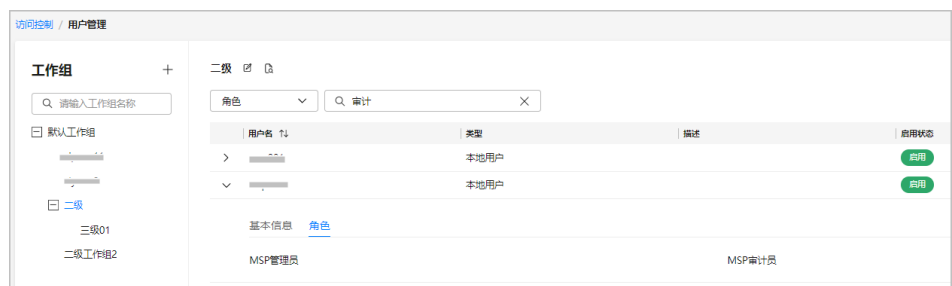 访问控制 / 用户管理
工作组 +
请输入工作组名称
默认工作组
二级
三级01
二级工作组2
二级
角色 审计
用户名 类型 描述 启用状态
本地用户 启用
本地用户 启用
基本信息 角色
MSP管理员 MSP审计员